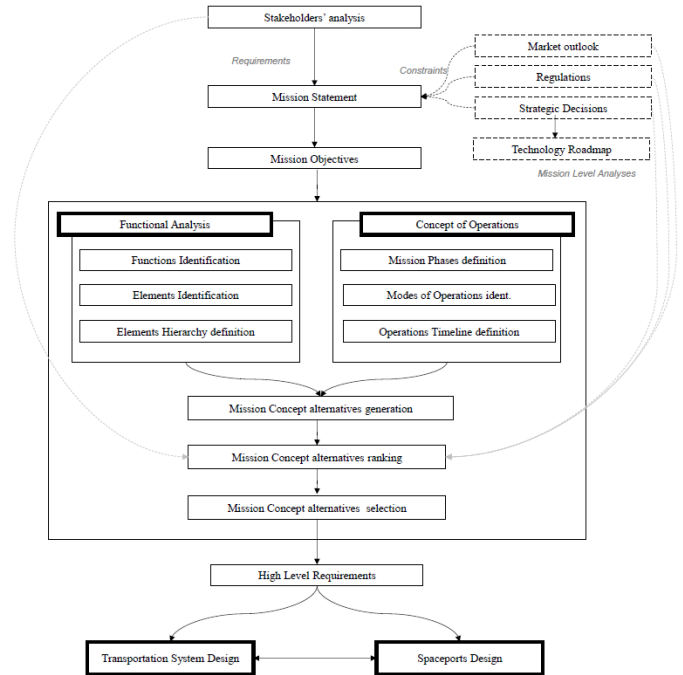 Stakeholders' analysis
Market outlook
Requirements
Constraints
Regulations
Mission Statement
Strategic Decisions
Technology Roadmap
Mission Objectives
Mission Level Analyses
Functional Analysis
Concept of Operations
Functions Identification
Mission Phases definition
Elements Identification
Modes of Operations ident.
Elements Hierarchy definition
Operations Timeline definition
Mission Concept alternatives generation
Mission Concept alternatives ranking
Mission Concept alternatives selection
High Level Requirements
Transportation System Design
Spaceports Design